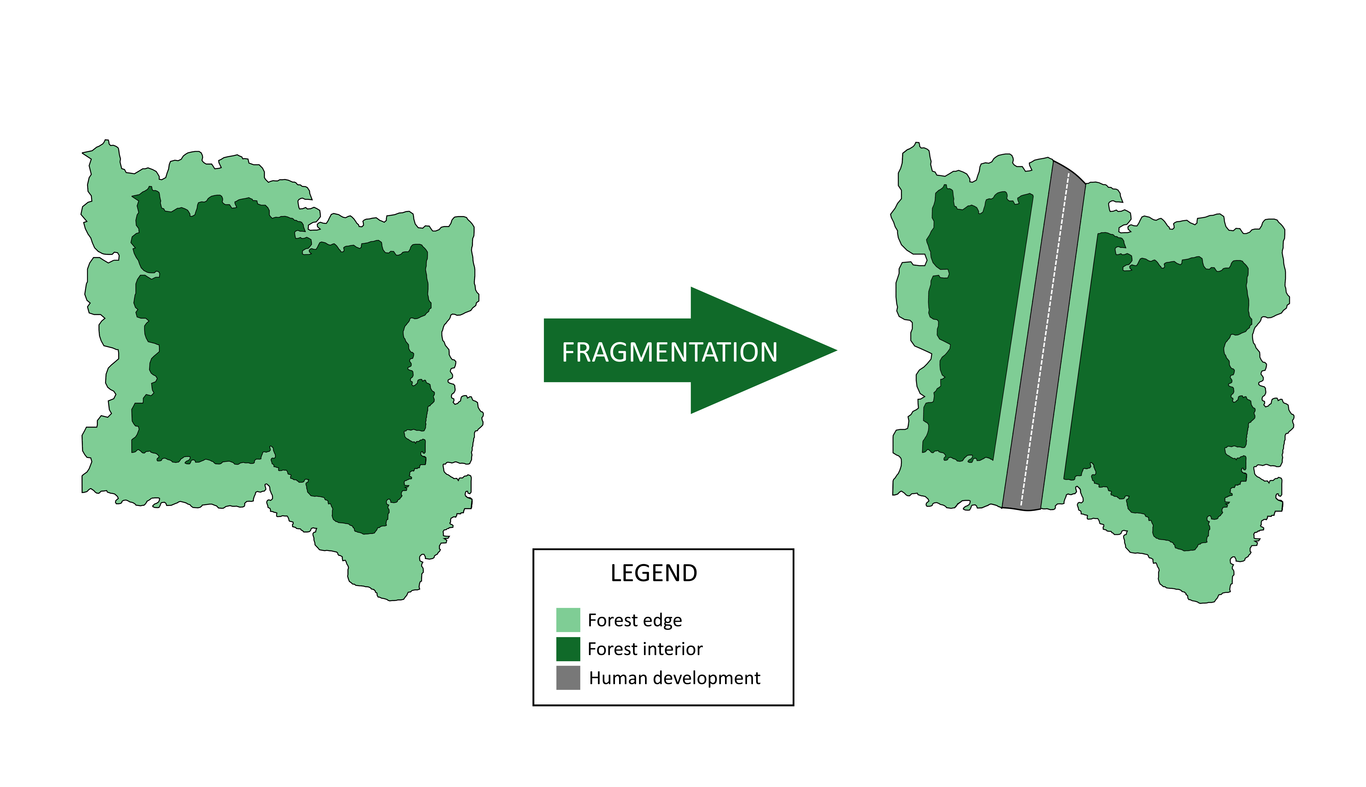 FRAGMENTATION
LEGEND
Forest edge
Forest interior
Human development